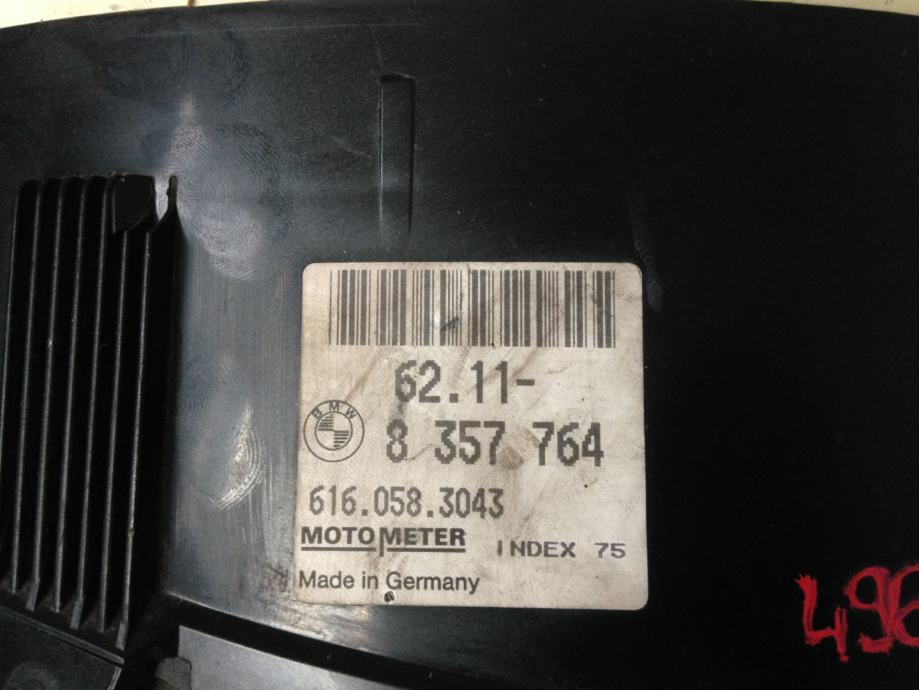 62.11-
BMW
8 357 764
616.058.3043
MOTOMETER INDEX 75
Made in Germany
496